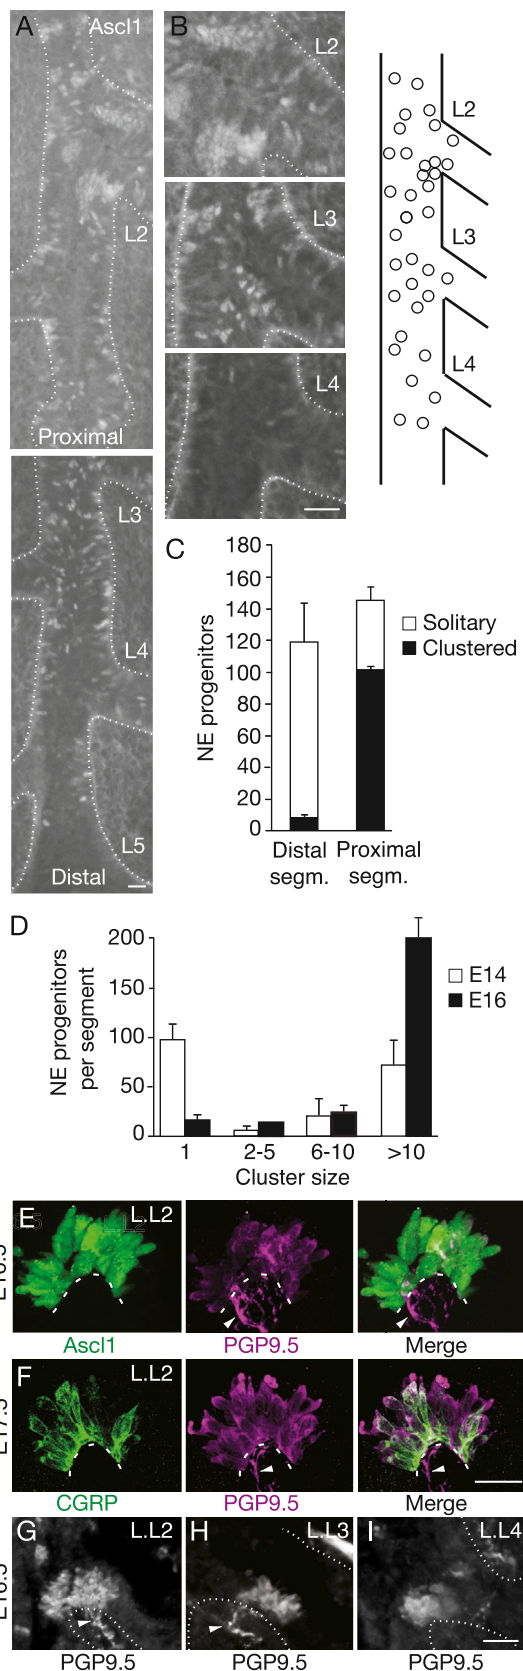 A
Ascl1
L2
Proximal
L3
L4
L5
Distal
B
L2
L3
L4
L2
L3
L4
C
NE progenitors
180
160
140
120
100
80
60
40
20
0
Solitary
Clustered
Distal segm.
Proximal segm.
D
NE progenitors
per segment
200
100
50
0
E14
E16
1 2-5 6-10 >10
Cluster size
E
L.L2
Ascl1 PGP9.5 Merge
F
L.L2
CGRP PGP9.5 Merge
G L.L2
H L.L3
I L.L4
PGP9.5 PGP9.5 PGP9.5